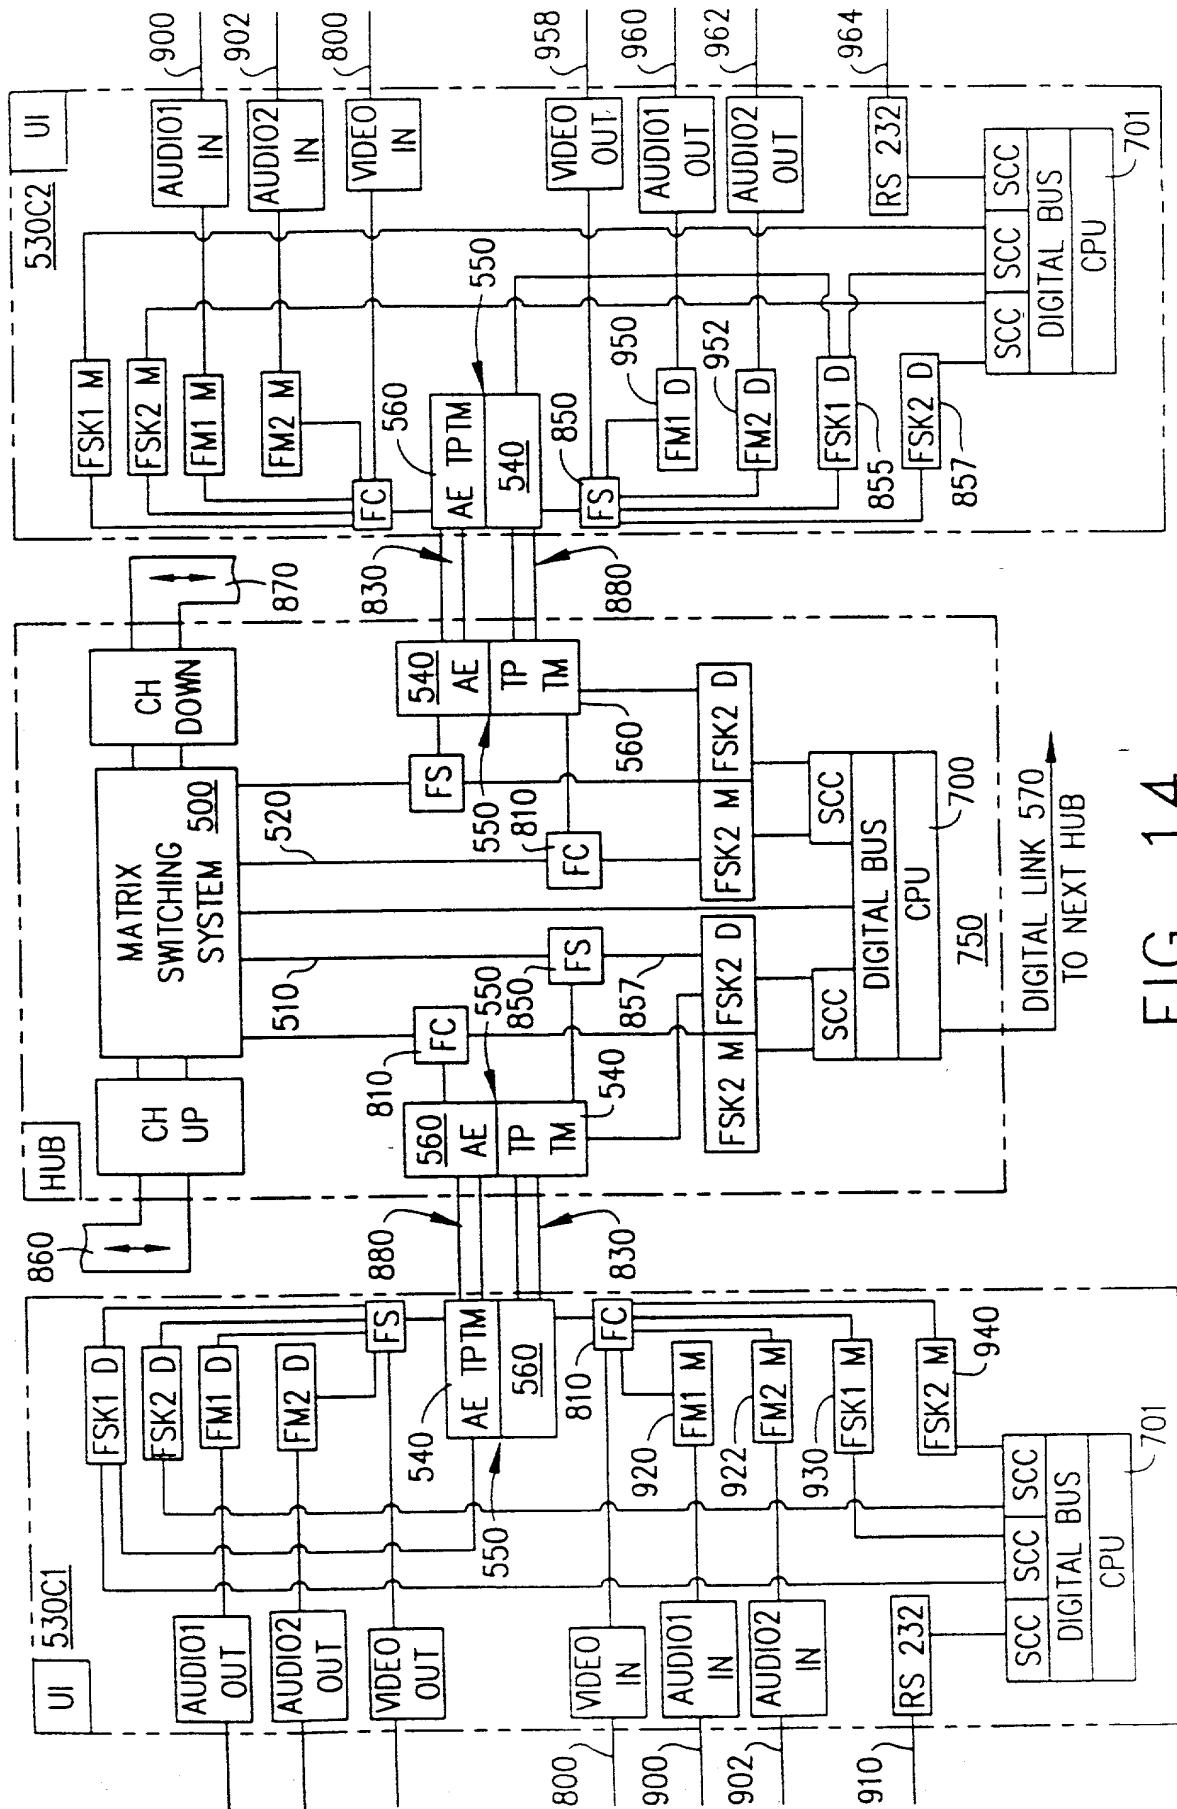 530C1
UI
AUDIO1
OUT
AUDIO2
OUT
VIDEO
OUT
VIDEO
IN
AUDIO1
IN
AUDIO2
IN
RS 232
800
900
902
910
FSK1 D
FSK2 D
FM1 D
FM2 D
FS
540
AE TPTM
560
550
810
FC
920
FM1 M
922
FM2 M
930
FSK1 M
FSK2 M
940
SCC
SCC
SCC
DIGITAL BUS
CPU
701
880
830
860
HUB
CH
UP
MATRIX
SWITCHING
SYSTEM 500
CH
DOWN
870
510
520
810
FC
560
AE
TP
TM
550
540
850
FS
857
FS
540
AE
TP
TM
550
560
810
FC
FSK2 M
FSK2 D
FSK2 M
FSK2 D
SCC
SCC
DIGITAL BUS
CPU
700
750
DIGITAL LINK 570
TO NEXT HUB
830
880
530C2
UI
FSK1 M
FSK2 M
FM1 M
FM2 M
FC
560
AE TPTM
540
550
850
FS
950
FM1 D
952
FM2 D
FSK1 D
855
FSK2 D
857
AUDIO1
IN
AUDIO2
IN
VIDEO
IN
VIDEO
OUT
AUDIO1
OUT
AUDIO2
OUT
RS 232
900
902
800
958
960
962
964
SCC
SCC
SCC
DIGITAL BUS
CPU
701
FIG. 14